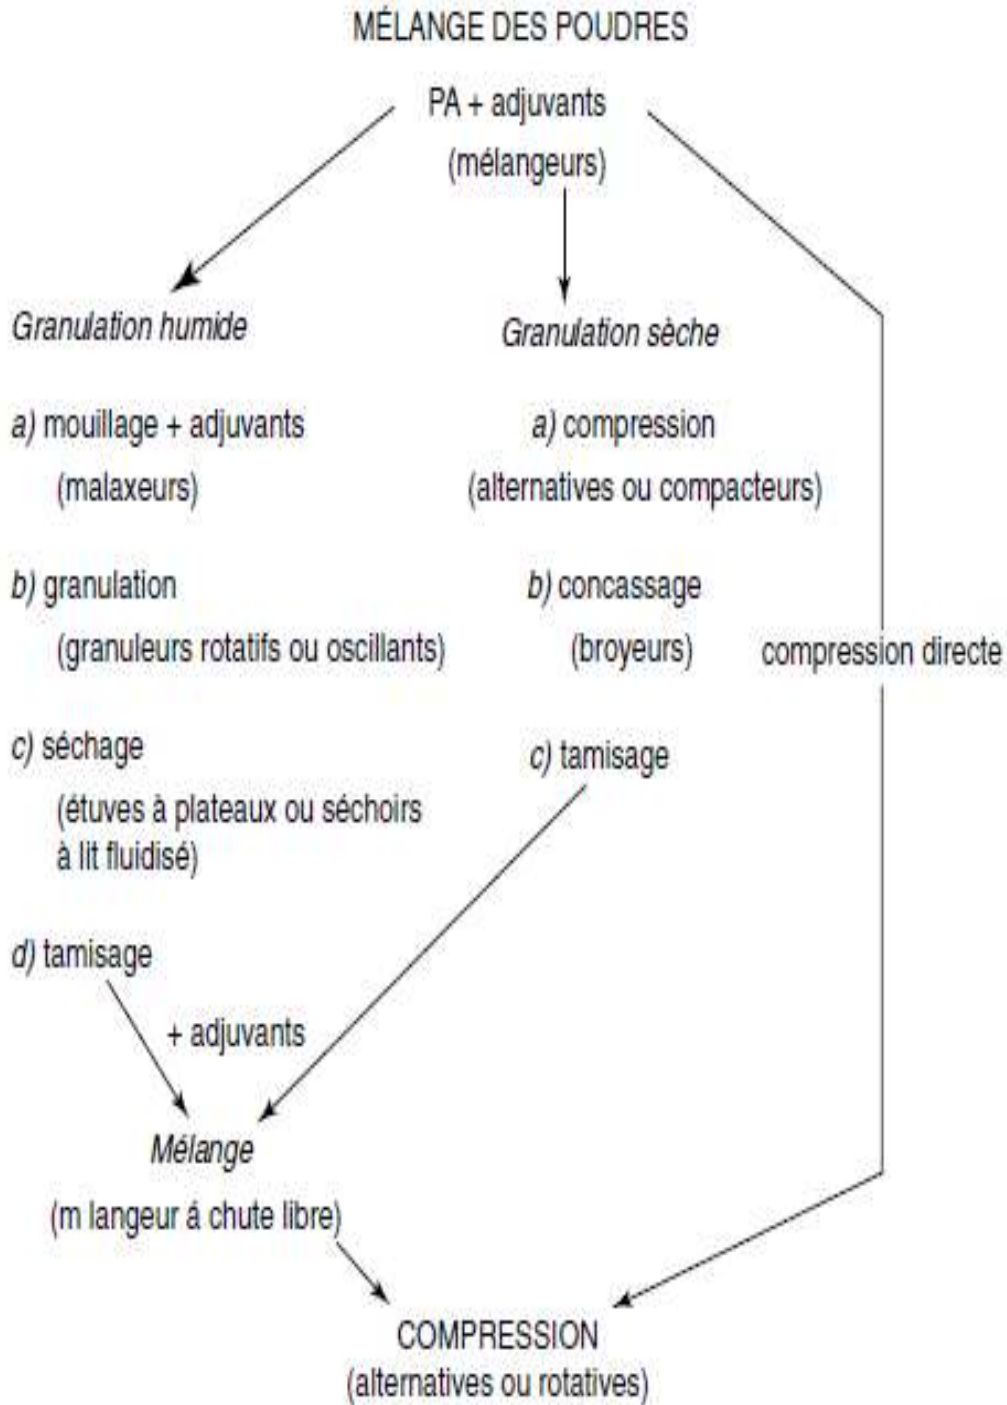 MÉLANGE DES POUDRES
PA + adjuvants
(mélangeurs)
Granulation humide
a) mouillage + adjuvants
(malaxeurs)
b) granulation
(granuleurs rotatifs ou oscillants)
c) séchage
(étuves à plateaux ou séchoirs
à lit fluidisé)
d) tamisage
Granulation sèche
a) compression
(alternatives ou compacteurs)
b) concassage
(broyeurs)
c) tamisage
compression directe
+ adjuvants
Mélange
(m langeur á chute libre)
COMPRESSION
(alternatives ou rotatives)